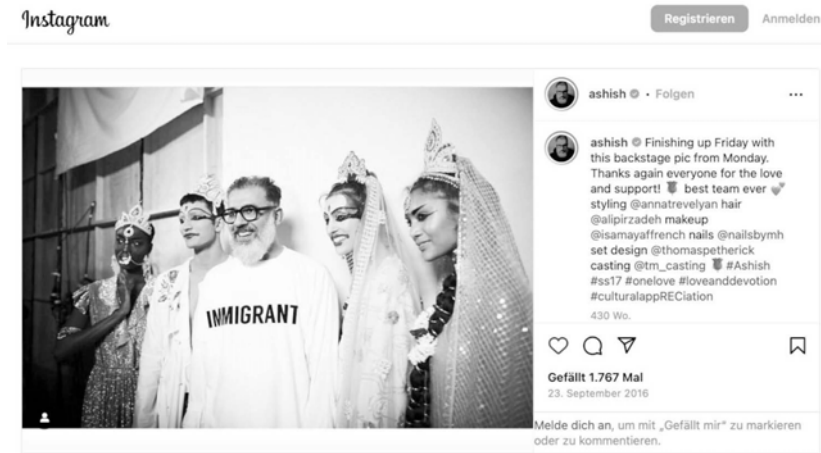 Instagram
Registrieren
Anmelden
ashish • Folgen
ashish Finishing up Friday with
this backstage pic from Monday.
Thanks again everyone for the love
and support! best team ever
styling @annatrevelyan hair
@alipirzadeh makeup
@isamayaffrench nails @nailsbymh
set design @thomaspetherick
casting @tm_casting #Ashish
#ss17 #onelove #loveanddevotion
#culturalappRECiation
430 Wo.
IMMIGRANT
Gefällt 1.767 Mal
23. September 2016
Melde dich an, um mit „Gefällt mir“ zu markieren
oder zu kommentieren.